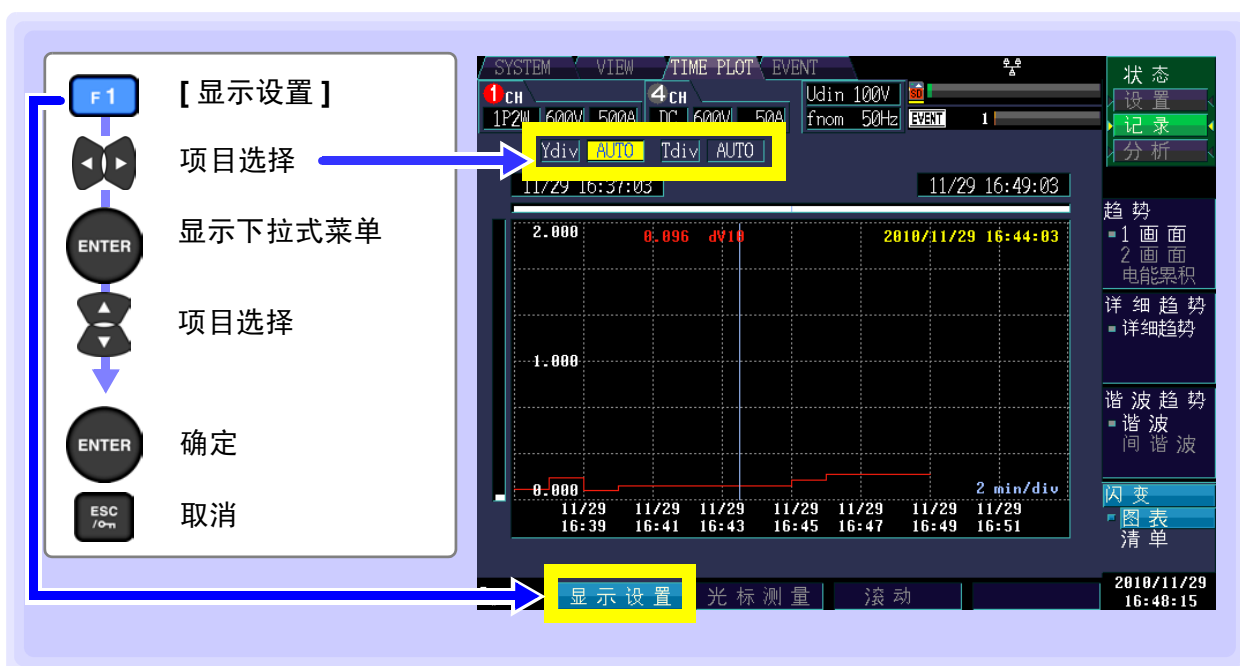 F1 [ 显示设置 ]
项目选择
ENTER 显示下拉式菜单
项目选择
ENTER 确定
ESC 取消
SYSTEM VIEW TIME PLOT EVENT
1 CH 4 CH Udin 100V SD
1P2W 600V 500A DC 600V 50A fnom 50Hz EVENT 1
Ydiv AUTO Tdiv AUTO
11/29 16:37:03 11/29 16:49:03
2.000 0.096 dV10 2010/11/29 16:44:03
1.000
0.000 2 min/div
11/29 11/29 11/29 11/29 11/29 11/29 11/29
16:39 16:41 16:43 16:45 16:47 16:49 16:51
显示设置 光标测量 滚动
状态
设置
记录
分析
趋势
1画面
2画面
电能累积
详细趋势
详细趋势
谐波趋势
谐波
间谐波
闪变
图表
清单
2010/11/29
16:48:15